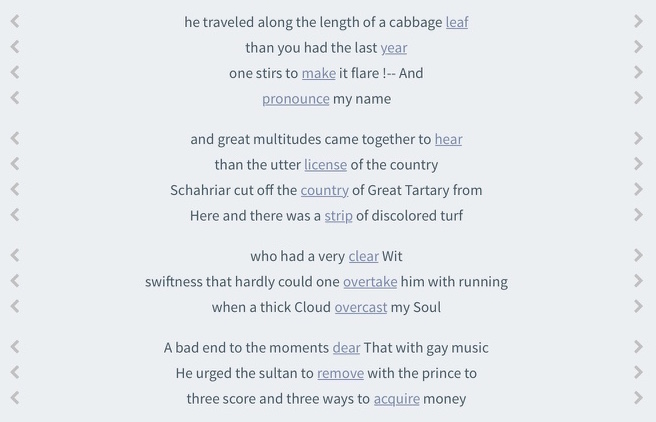 he traveled along the length of a cabbage leaf
than you had the last year
one stirs to make it flare !-- And
pronounce my name
and great multitudes came together to hear
than the utter license of the country
Schahriar cut off the country of Great Tartary from
Here and there was a strip of discolored turf
who had a very clear Wit
swiftness that hardly could one overtake him with running
when a thick Cloud overcast my Soul
A bad end to the moments dear That with gay music
He urged the sultan to remove with the prince to
three score and three ways to acquire money